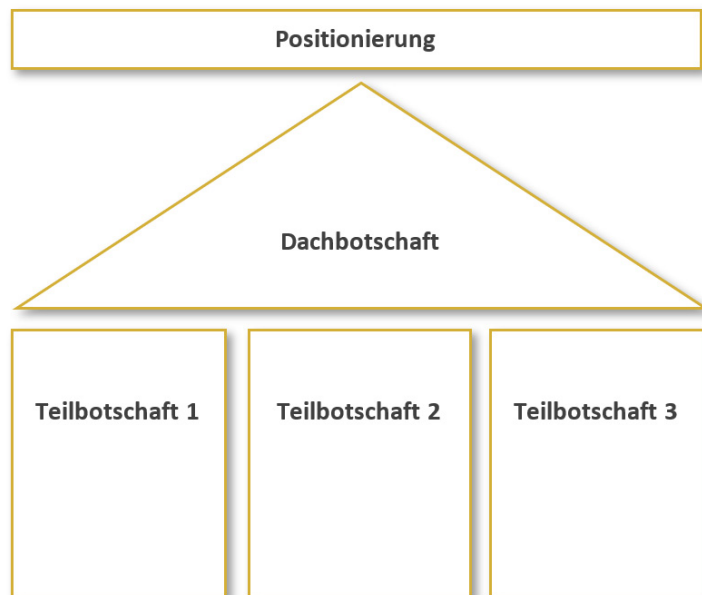 Positionierung
Dachbotschaft
Teilbotschaft 1
Teilbotschaft 2
Teilbotschaft 3